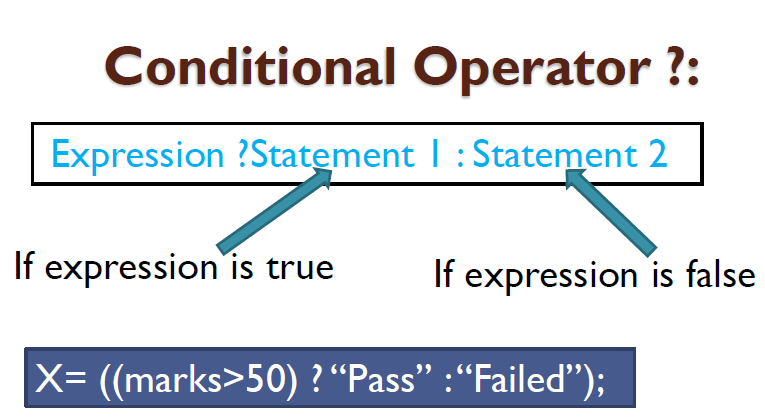 Conditional Operator ?:
Expression ?Statement 1 : Statement 2
If expression is true
If expression is false
X= ((marks>50) ? “Pass” :“Failed”);